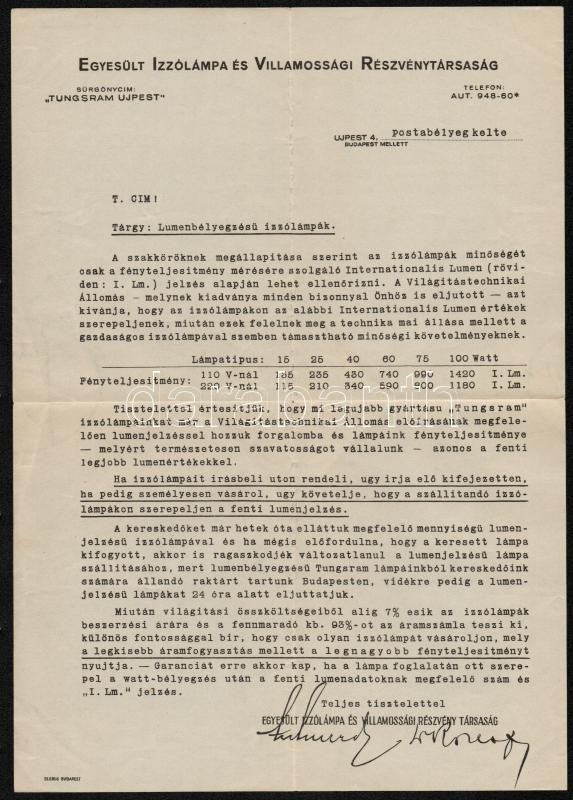 EGYESÜLT IZZÓLÁMPA ÉS VILLAMOSSÁGI RÉSZVÉNYTÁRSASÁG
SÜRGÖNYCIM:
„TUNGSRAM UJPEST"
TELEFON:
AUT. 948-60*
UJPEST 4, postabélyeg kelte
BUDAPEST MELLETT
T. CIM!
Tárgy: Lumenbélyegzésü izzólámpák.
A szakköröknek megállapitása szerint az izzólámpák minőségét
csak a fényteljesitmény mérésére szolgáló Internationalis Lumen (rövi-
den: I. Lm.) jelzés alapján lehet ellenőrizni. A Világitástechnikai
Állomás — melynek kiadványa minden bizonnyal Önhöz is eljutott — azt
kivánja, hogy az izzólámpákon az alábbi Internationalis Lumen értékek
szerepeljenek, miután ezek felelnek meg a technika mai állása mellett a
gazdaságos izzólámpával szemben támasztható minőségi követelményeknek.
Lámpatipus: 15 25 40 60 75 100 Watt
Fényteljesitmény:
110 V-nál 135 235 430 740 990 1420 I. Lm.
220 V-nál 115 210 340 590 900 1180 I. Lm.
Tisztelettel értesitjük, hogy mi legujabb gyártásu „Tungsram"
izzólámpáinkat már a Világitástechnikai Állomás előirásának megfele-
lően lumenjelzéssel hozzuk forgalomba és lámpáink fényteljesitménye
— melyért természetesen szavatosságot vállalunk — azonos a fenti
legjobb lumenértékekkel.
Ha izzólámpáit irásbeli uton rendeli, ugy irja elő kifejezetten,
ha pedig személyesen vásárol, ugy követelje, hogy a szállitandó izzó-
lámpákon szerepeljen a fenti lumenjelzés.
A kereskedőket már hetek óta elláttuk megfelelő mennyiségü lumen-
jelzésü izzólámpával és ha mégis előfordulna, hogy a keresett lámpa
kifogyott, akkor is ragaszkodjék változatlanul a lumenjelzésü lámpa
szállitásához, mert lumenbélyegzésü Tungsram lámpáinkból kereskedőink
számára állandó raktárt tartunk Budapesten, vidékre pedig a lumen-
jelzésü lámpákat 24 óra alatt eljuttatjuk.
Miután világitási összköltségeiből alig 7% esik az izzólámpák
beszerzési árára és a fennmaradó kb. 93%-ot az áramszámla teszi ki,
különös fontossággal bir, hogy csak olyan izzólámpát vásároljon, mely
a legkisebb áramfogyasztás mellett a legnagyobb fényteljesitményt
nyujtja. — Garanciát erre akkor kap, ha a lámpa foglalatán ott szere-
pel a watt-bélyegzés után a fenti lumenadatoknak megfelelő szám és
„I. Lm." jelzés.
Teljes tisztelettel
EGYESÜLT IZZÓLÁMPA ÉS VILLAMOSSÁGI RÉSZVÉNY TÁRSASÁG
darabanth